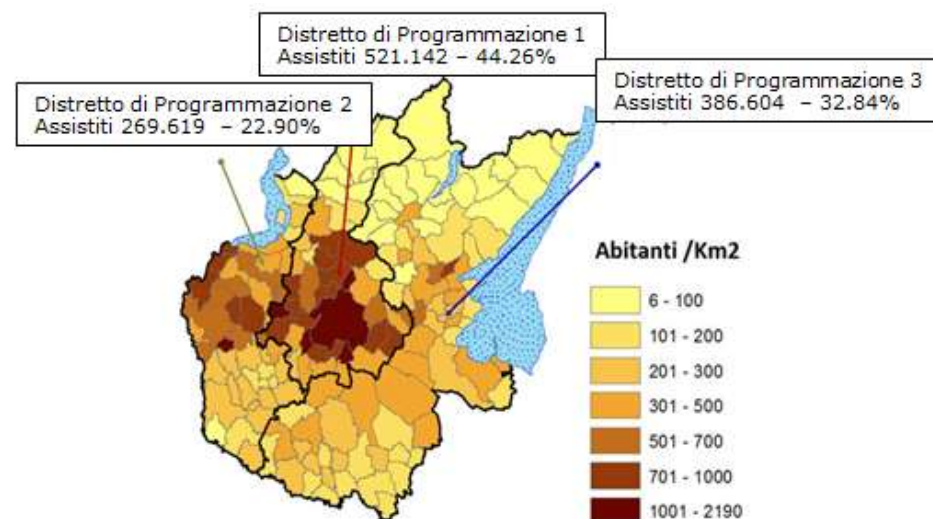 Distretto di Programmazione 1
Assistiti 521.142 – 44.26%
Distretto di Programmazione 3
Assistiti 386.604 – 32.84%
Distretto di Programmazione 2
Assistiti 269.619 – 22.90%
Abitanti /Km2
6 - 100
101 - 200
201 - 300
301 - 500
501 - 700
701 - 1000
1001 - 2190